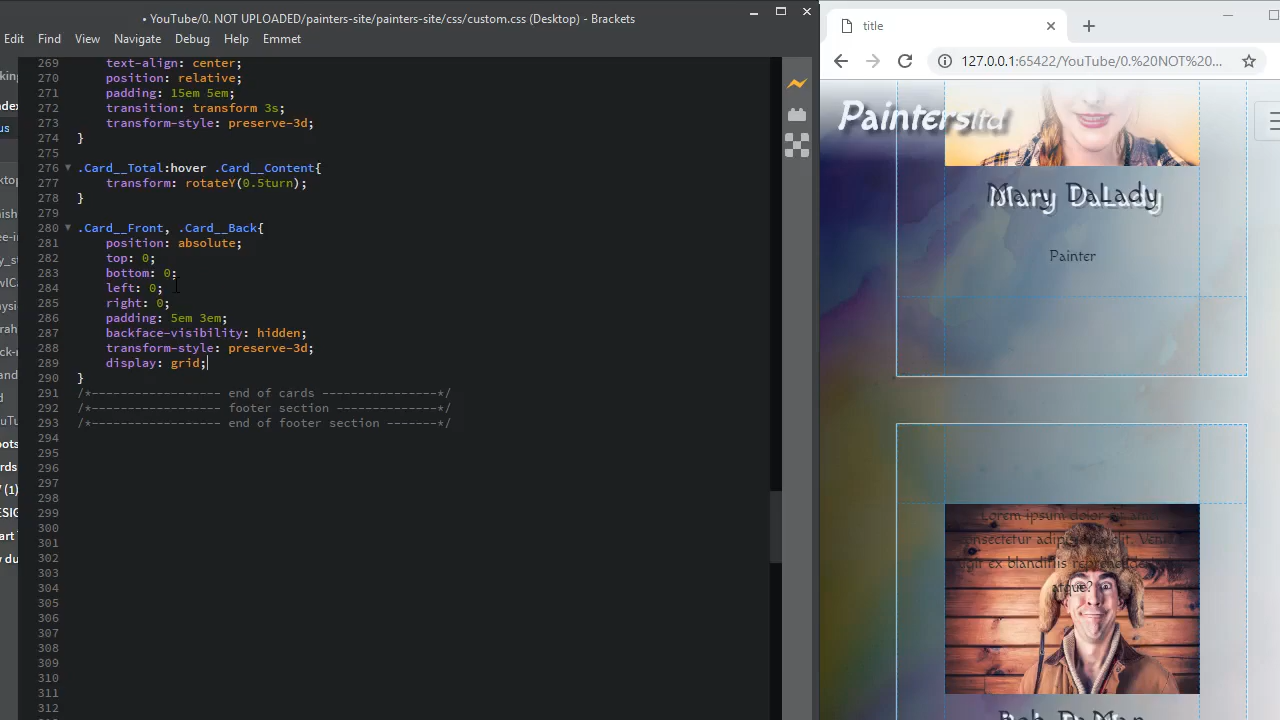 • YouTube/0. NOT UPLOADED/painters-site/painters-site/css/custom.css (Desktop) - Brackets
Edit Find View Navigate Debug Help Emmet
269 text-align: center;
270 position: relative;
271 padding: 15em 5em;
272 transition: transform 3s;
273 transform-style: preserve-3d;
274 }
275
276 .Card__Total:hover .Card__Content{
277 transform: rotateY(0.5turn);
278 }
279
280 .Card__Front, .Card__Back{
281 position: absolute;
282 top: 0;
283 bottom: 0;
284 left: 0;
285 right: 0;
286 padding: 5em 3em;
287 backface-visibility: hidden;
288 transform-style: preserve-3d;
289 display: grid;
290 }
291 /*------------------ end of cards ----------------*/
292 /*------------------ footer section --------------*/
293 /*------------------ end of footer section -------*/
294
295
296
297
298
299
300
301
302
303
304
305
306
307
308
309
310
311
312
title
127.0.0.1:65422/YouTube/0.%20NOT%20...
Paintersltd
Mary DaLady
Painter
Lorem ipsum dolor
consectetur
atque?
Bob DaMan